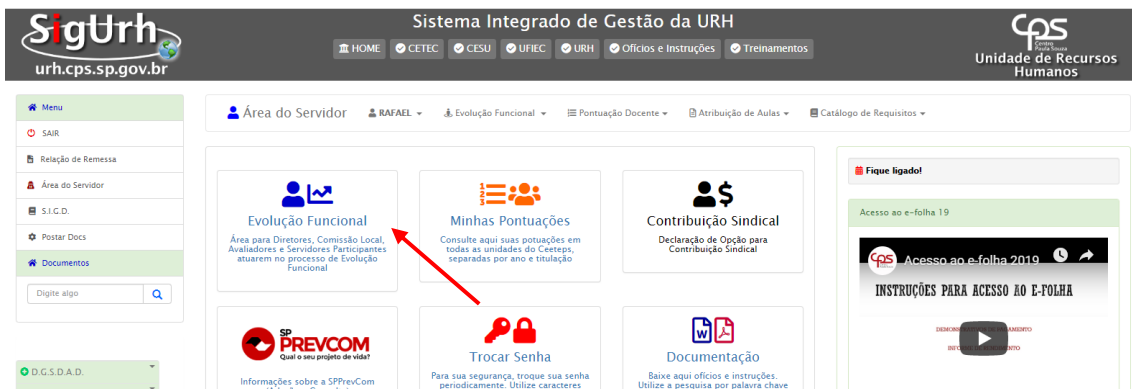 SigUrh
urh.cps.sp.gov.br
Sistema Integrado de Gestão da URH
HOME CETEC CESU UFIEC URH Ofícios e Instruções Treinamentos
CPS
Centro
Paula Souza
Unidade de Recursos
Humanos
Menu
SAIR
Relação de Remessa
Área do Servidor
S.I.G.D.
Postar Docs
Documentos
Digite algo
D.G.S.D.A.D.
Área do Servidor RAFAEL Evolução Funcional Pontuação Docente Atribuição de Aulas Catálogo de Requisitos
Evolução Funcional
Área para Diretores, Comissão Local,
Avaliadores e Servidores Participantes
atuarem no processo de Evolução
Funcional
1
2
3
Minhas Pontuações
Consulte aqui suas potuações em
todas as unidades do Ceeteps,
separadas por ano e titulação
$
Contribuição Sindical
Declaração de Opção para
Contribuição Sindical
SP
PREVCOM
Qual o seu projeto de vida?
Informações sobre a SPPrevCom
Trocar Senha
Para sua segurança, troque sua senha
periodicamente. Utilize caracteres
W
Documentação
Baixe aqui ofícios e instruções.
Utilize a pesquisa por palavra chave
Fique ligado!
Acesso ao e-folha 19
CPS Acesso ao e-folha 2019
INSTRUÇÕES PARA ACESSO AO E-FOLHA